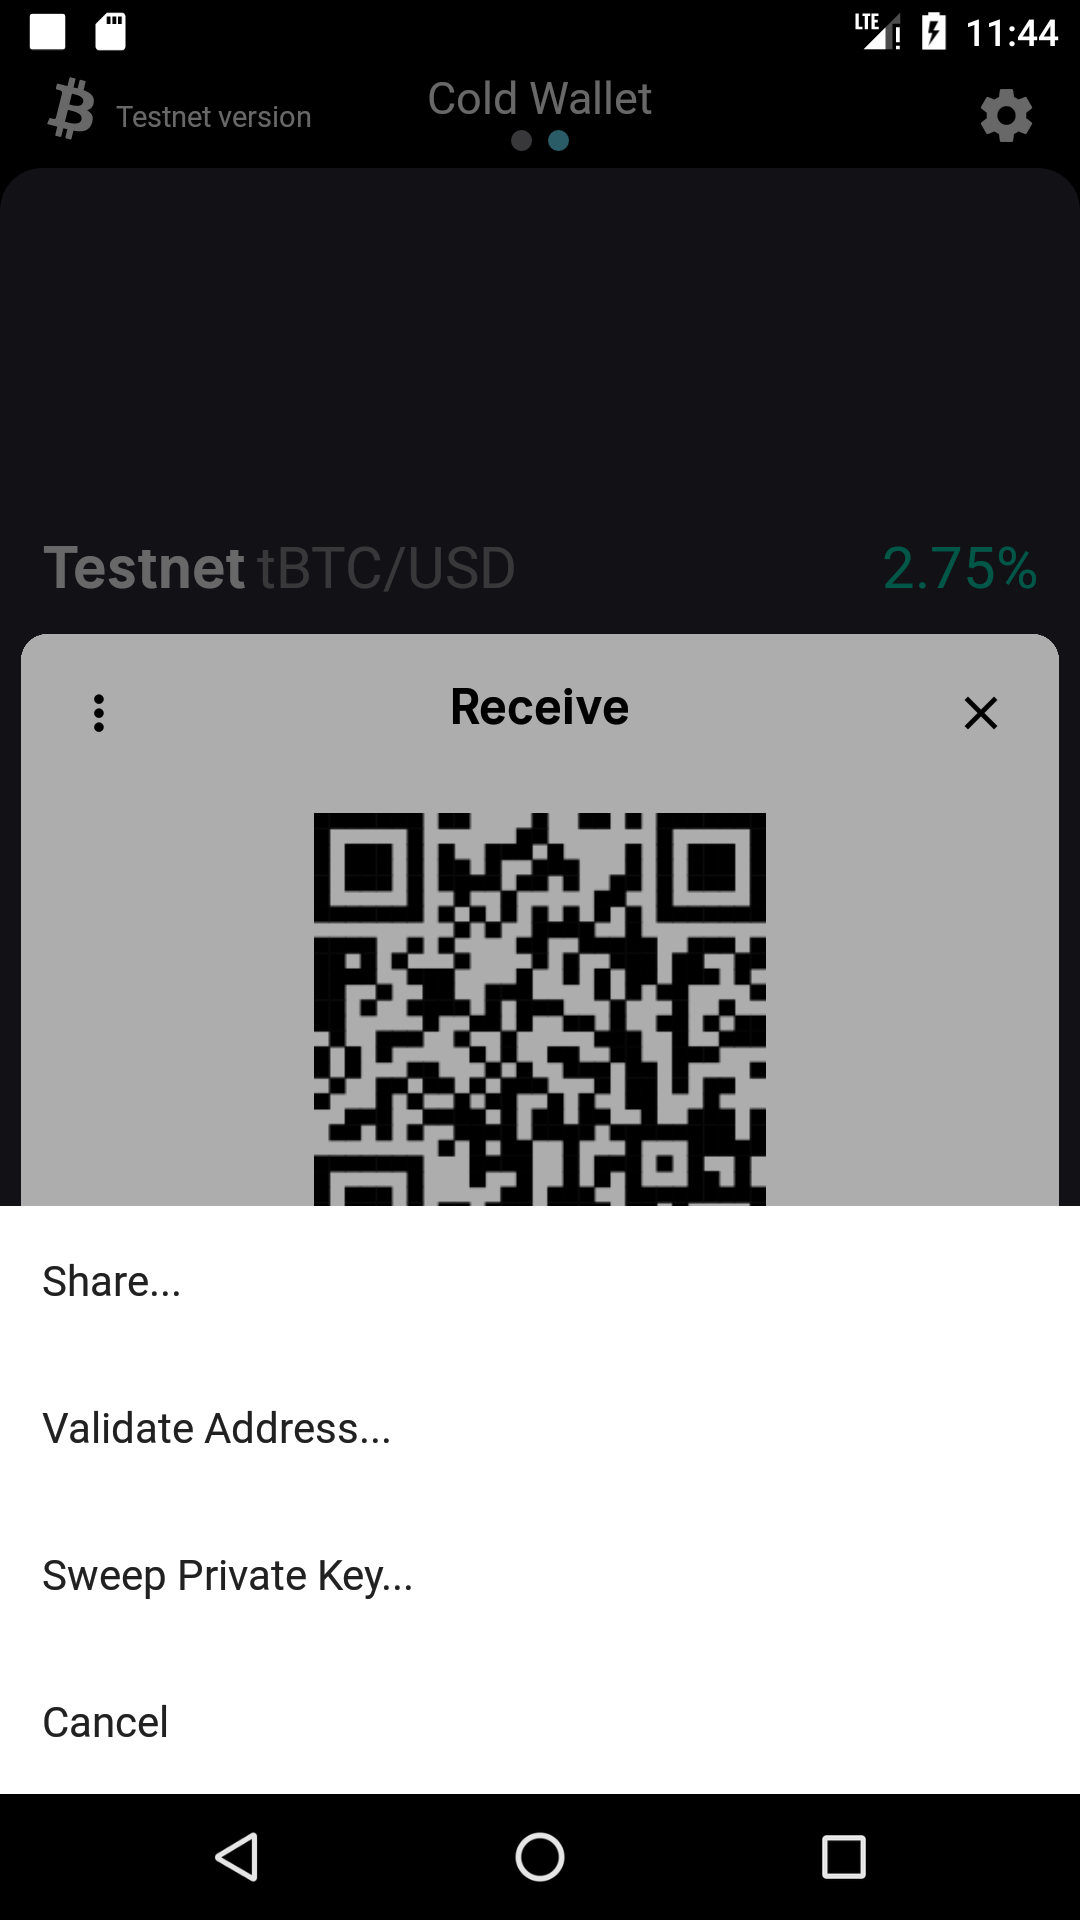 LTE 11:44
Testnet version
Cold Wallet
Testnet tBTC/USD 2.75%
Receive
Share...
Validate Address...
Sweep Private Key...
Cancel